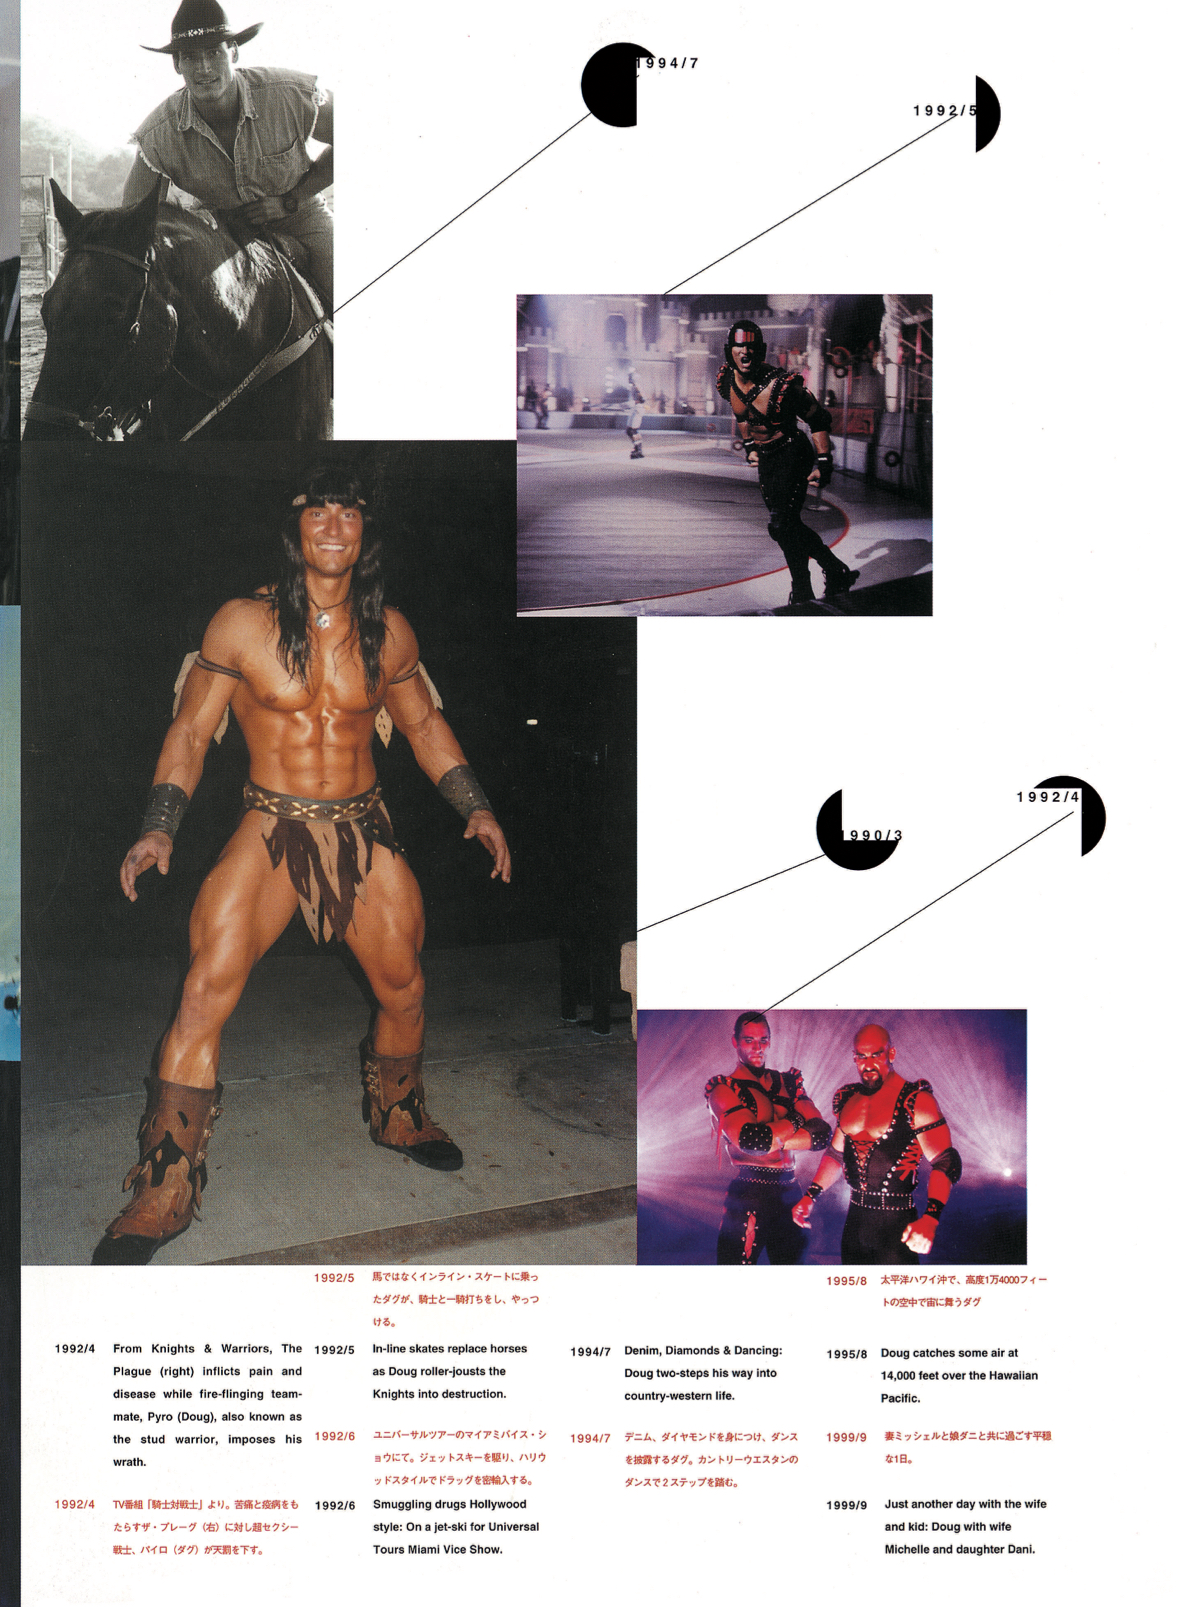 1994/7
1992/5
1990/3
1992/4
1992/4
From Knights & Warriors, The
Plague (right) inflicts pain and
disease while fire-flinging team-
mate, Pyro (Doug), also known as
the stud warrior, imposes his
wrath.
1992/4
TV番組「騎士対戦士」より。苦痛と疫病をも
たらすザ・プレーグ（右）に対し超セクシー
戦士、パイロ（ダグ）が天罰を下す。
1992/5
馬ではなくインライン・スケートに乗っ
たダグが、騎士と一騎打ちをし、やっつ
ける。
1992/5
In-line skates replace horses
as Doug roller-jousts the
Knights into destruction.
1992/6
ユニバーサルツアーのマイアミバイス・シ
ョウにて。ジェットスキーを駆り、ハリウ
ッドスタイルでドラッグを密輸入する。
1992/6
Smuggling drugs Hollywood
style: On a jet-ski for Universal
Tours Miami Vice Show.
1994/7
Denim, Diamonds & Dancing:
Doug two-steps his way into
country-western life.
1994/7
デニム、ダイヤモンドを身につけ、ダンス
を披露するダグ。カントリーウエスタンの
ダンスで2ステップを踏む。
1995/8
太平洋ハワイ沖で、高度1万4000フィー
トの空中で宙に舞うダグ
1995/8
Doug catches some air at
14,000 feet over the Hawaiian
Pacific.
1999/9
妻ミッシェルと娘ダニと共に過ごす平穏
な1日。
1999/9
Just another day with the wife
and kid: Doug with wife
Michelle and daughter Dani.